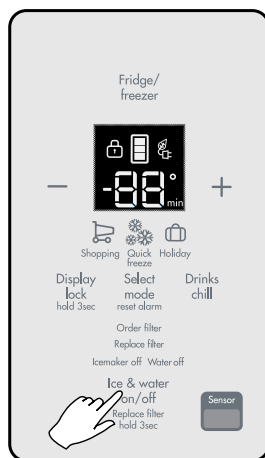 Fridge/
freezer
-88° min
Shopping Quick freeze Holiday
Display lock hold 3sec
Select mode reset alarm
Drinks chill
Order filter
Replace filter
Icemaker off Water off
Ice & water
on/off
Replace filter
hold 3sec
Sensor